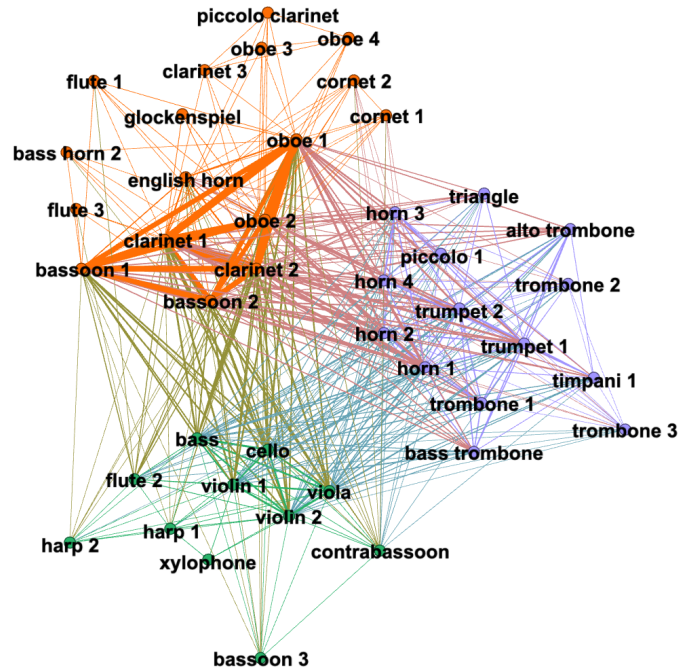 piccolo clarinet
oboe 3
oboe 4
clarinet 3
cornet 2
flute 1
glockenspiel
cornet 1
oboe 1
bass horn 2
english horn
triangle
flute 3
oboe 2
horn 3
alto trombone
clarinet 1
piccolo 1
bassoon 1
clarinet 2
horn 4
trombone 2
bassoon 2
trumpet 2
horn 2
trumpet 1
horn 1
timpani 1
trombone 1
trombone 3
bass
cello
bass trombone
flute 2
violin 1
viola
violin 2
harp 2
harp 1
contrabassoon
xylophone
bassoon 3